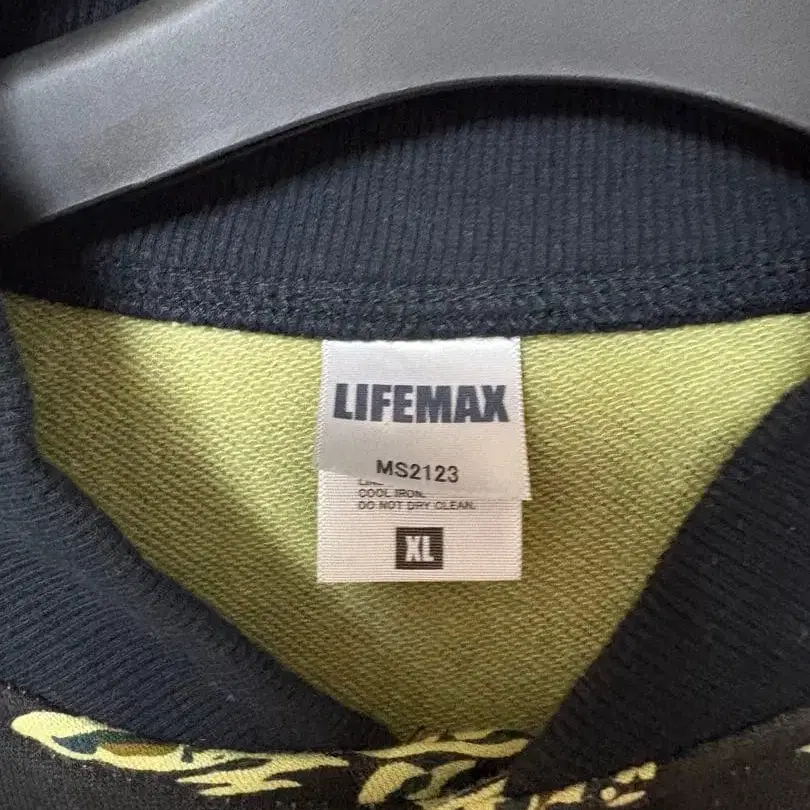 LIFEMAX
MS2123
COOL IRON.
DO NOT DRY CLEAN.
XL